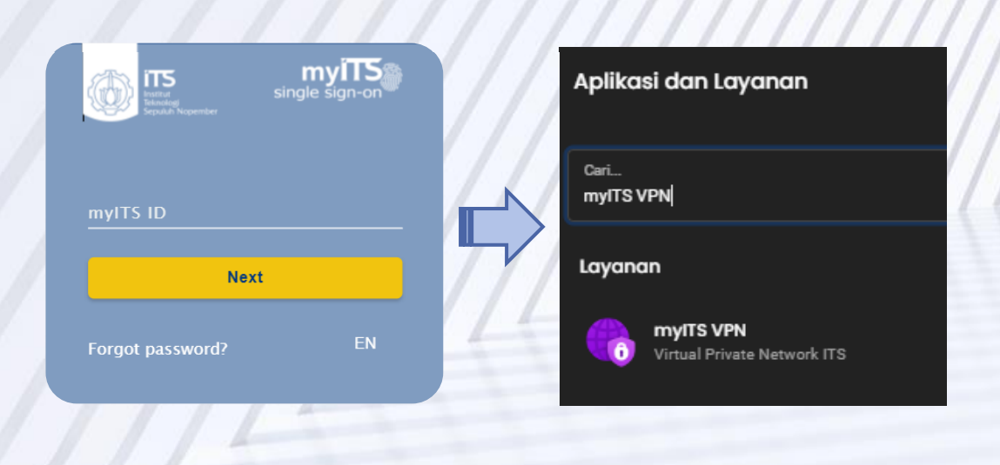 iTS
Institut
Teknologi
Sepuluh Nopember
myiTS
single sign-on
myITS ID
Next
Forgot password?
EN
Aplikasi dan Layanan
Cari...
myITS VPN
Layanan
myITS VPN
Virtual Private Network ITS